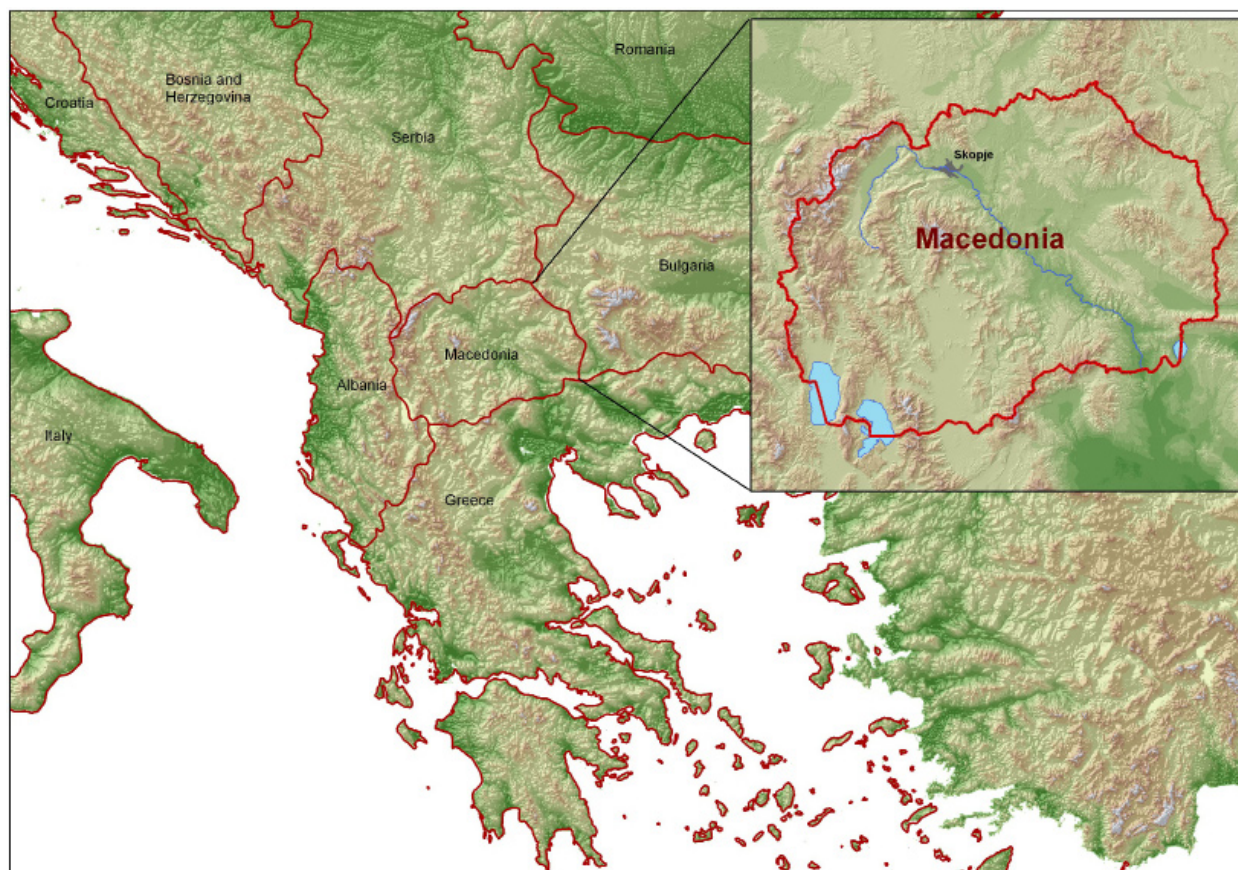 Romania
Bosnia and
Herzegovina
Croatia
Serbia
Skopje
Macedonia
Bulgaria
Macedonia
Albania
Italy
Greece